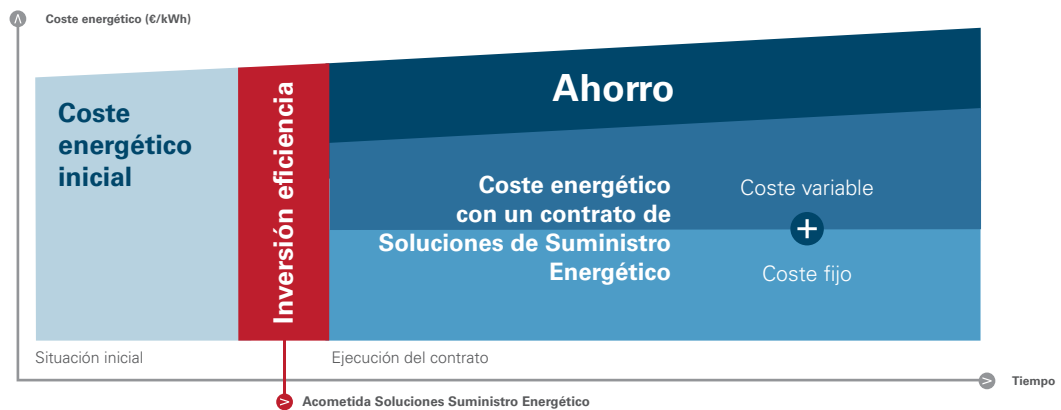 Coste energético (€/kWh)
Coste
energético
inicial
Inversión eficiencia
Ahorro
Coste energético
con un contrato de
Soluciones de Suministro
Energético
Coste variable
+
Coste fijo
Situación inicial
Ejecución del contrato
Tiempo
Acometida Soluciones Suministro Energético